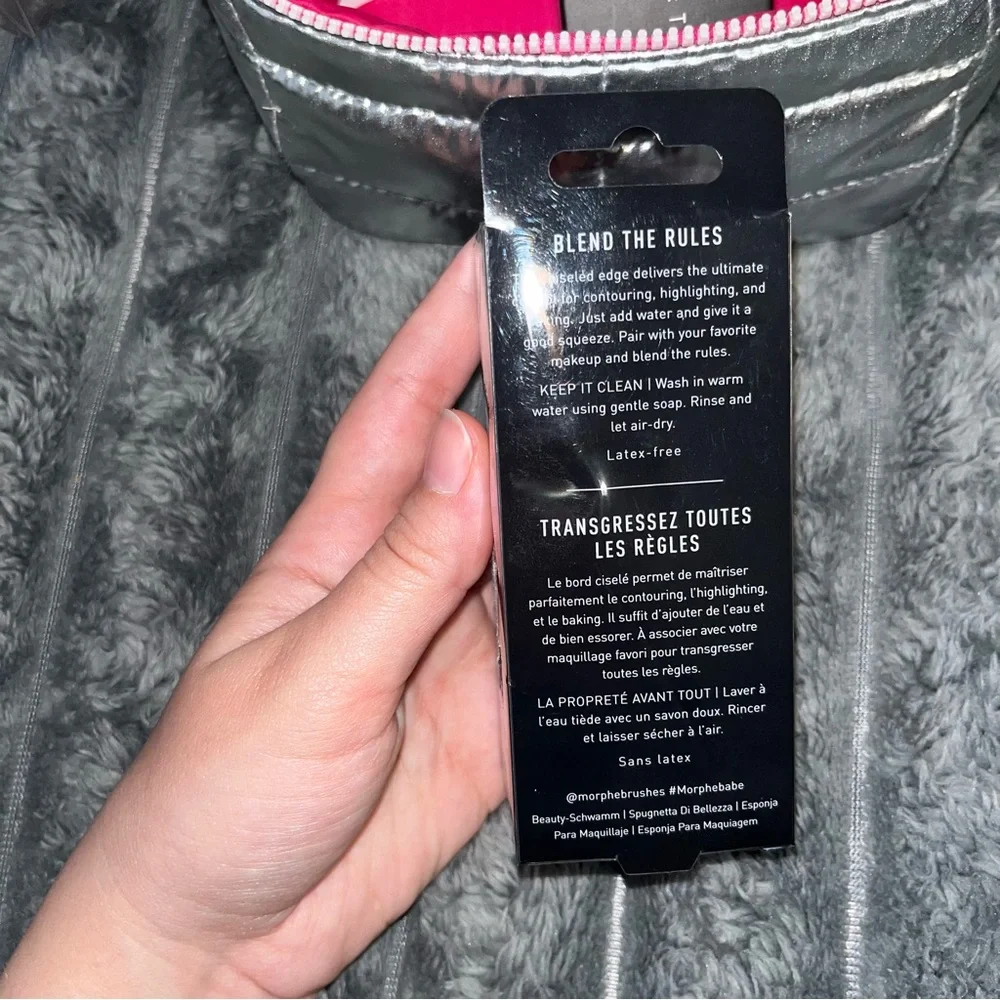 BLEND THE RULES
edge delivers the ultimate
for contouring, highlighting, and
Just add water and give it a
good squeeze. Pair with your favorite
makeup and blend the rules.
KEEP IT CLEAN | Wash in warm
water using gentle soap. Rinse and
let air-dry.
Latex-free
TRANSGRESSEZ TOUTES
LES RÈGLES
Le bord ciselé permet de maîtriser
parfaitement le contouring, l'highlighting,
et le baking. Il suffit d'ajouter de l'eau et
de bien essorer. À associer avec votre
maquillage favori pour transgresser
toutes les règles.
LA PROPRETÉ AVANT TOUT | Laver à
l'eau tiède avec un savon doux. Rincer
et laisser sécher à l'air.
Sans latex
@morphebrushes #Morphebabe
Beauty-Schwamm | Spugnetta Di Bellezza | Esponja
Para Maquillaje | Esponja Para Maquiagem